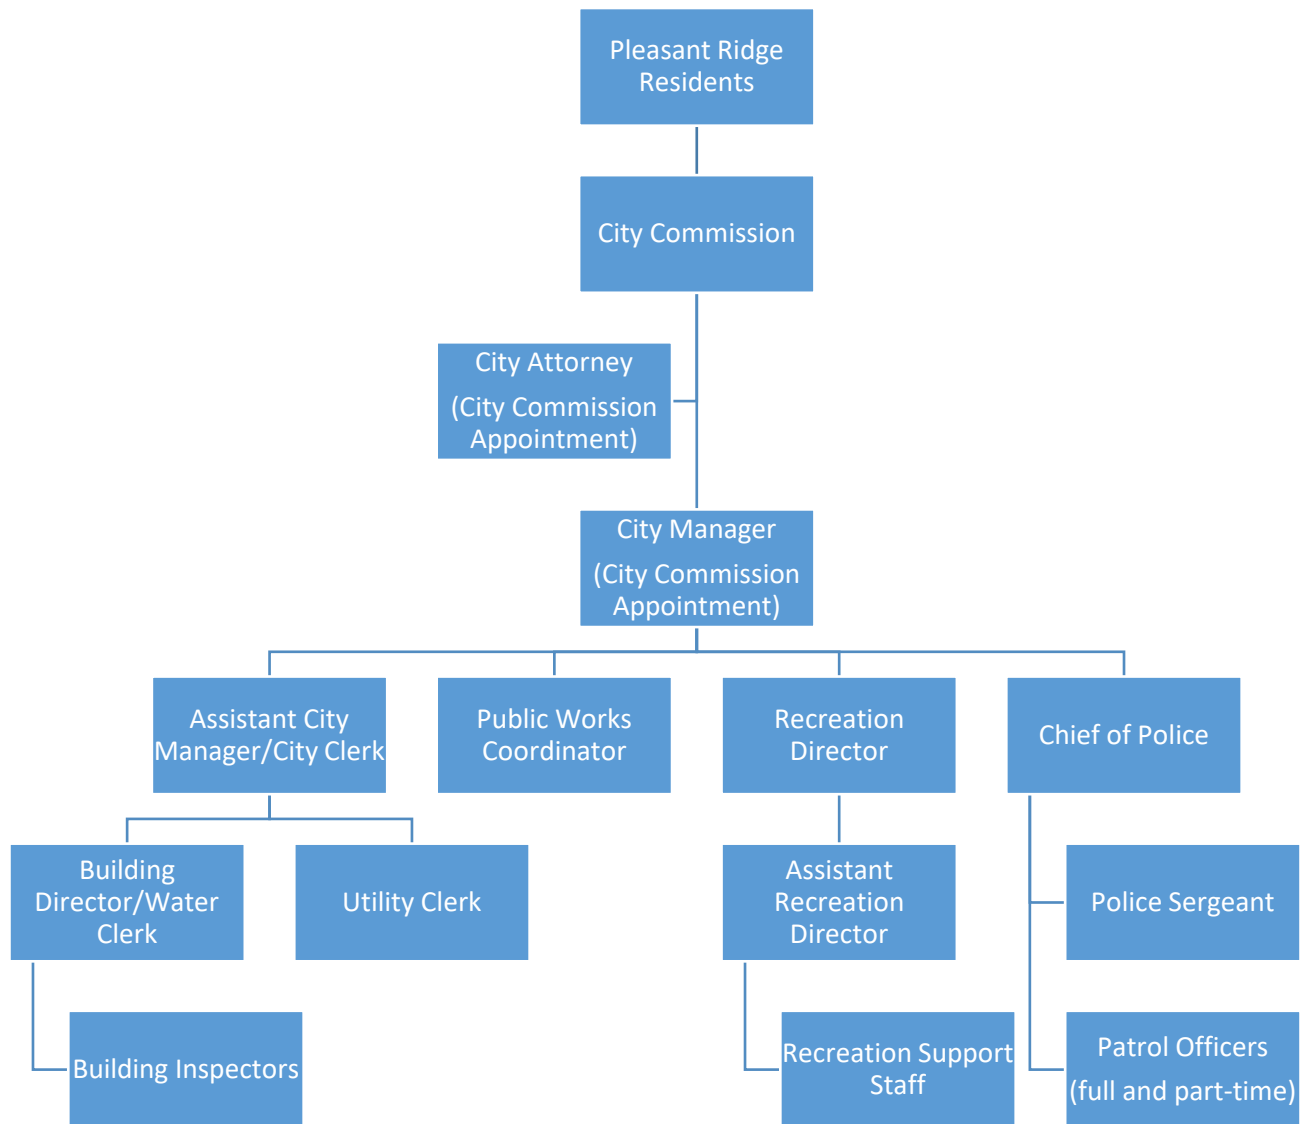 Pleasant Ridge
Residents
City Commission
City Attorney
(City Commission
Appointment)
City Manager
(City Commission
Appointment)
Assistant City
Manager/City Clerk
Public Works
Coordinator
Recreation
Director
Chief of Police
Building
Director/Water
Clerk
Utility Clerk
Assistant
Recreation
Director
Police Sergeant
Building Inspectors
Recreation Support
Staff
Patrol Officers
(full and part-time)